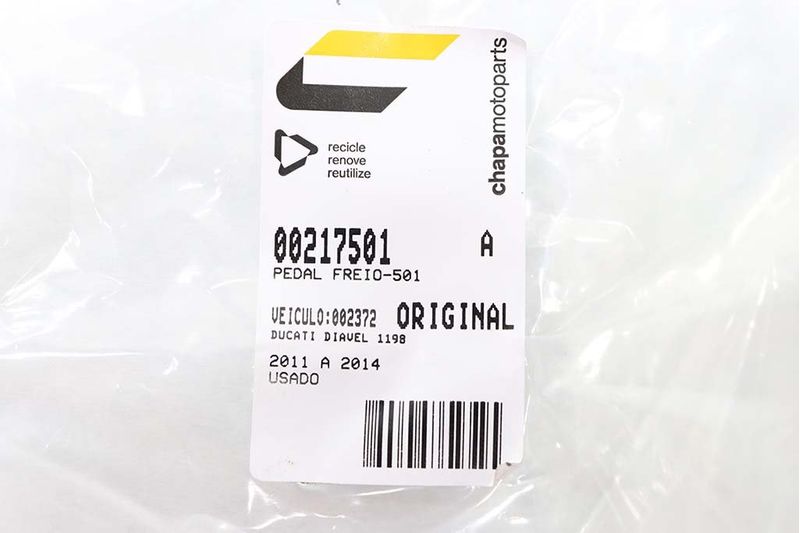 chapamotoparts
recicle
renove
reutilize
00217501 A
PEDAL FREIO-501
VEICULO:002372 ORIGINAL
DUCATI DIAVEL 1198
2011 A 2014
USADO